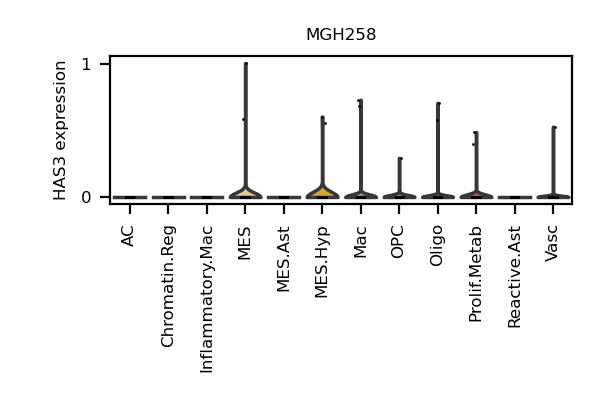 MGH258
HAS3 expression
1
0
AC
Chromatin.Reg
Inflammatory.Mac
MES
MES.Ast
MES.Hyp
Mac
OPC
Oligo
Prolif.Metab
Reactive.Ast
Vasc